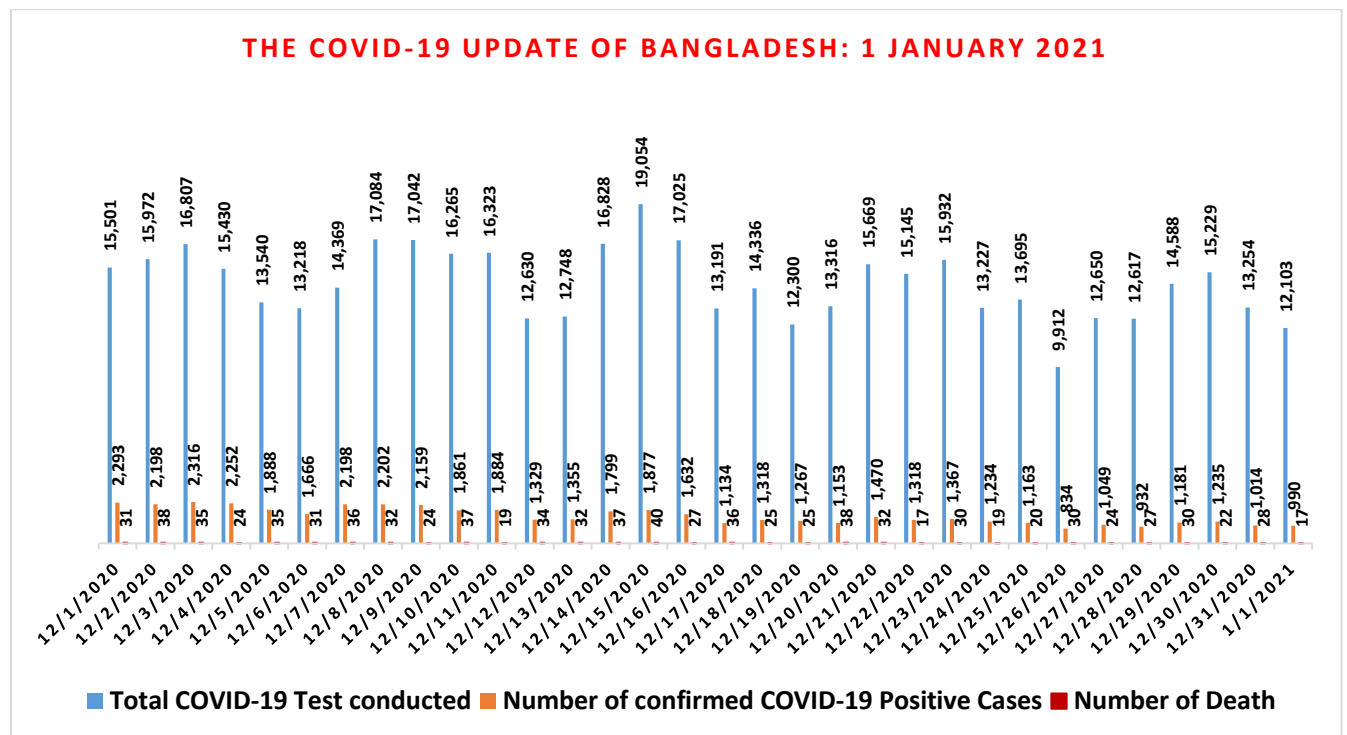 THE COVID-19 UPDATE OF BANGLADESH: 1 JANUARY 2021
15,501 15,972 16,807 15,430 13,540 13,218 14,369 17,084 17,042 16,265 16,323 12,630 12,748 16,828 19,054 17,025 13,191 14,336 12,300 13,316 15,669 15,145 15,932 13,227 13,695 9,912 12,650 12,617 14,588 15,229 13,254 12,103
2,293 2,198 2,316 2,252 1,888 1,666 2,198 2,202 2,159 1,861 1,884 1,329 1,355 1,799 1,877 1,632 1,134 1,318 1,267 1,153 1,470 1,318 1,367 1,234 1,163 834 1,049 932 1,181 1,235 1,014 990
31 38 35 24 35 31 36 32 24 37 19 34 32 37 40 27 36 25 25 38 32 17 30 19 20 30 24 27 30 22 28 17
12/1/2020 12/2/2020 12/3/2020 12/4/2020 12/5/2020 12/6/2020 12/7/2020 12/8/2020 12/9/2020 12/10/2020 12/11/2020 12/12/2020 12/13/2020 12/14/2020 12/15/2020 12/16/2020 12/17/2020 12/18/2020 12/19/2020 12/20/2020 12/21/2020 12/22/2020 12/23/2020 12/24/2020 12/25/2020 12/26/2020 12/27/2020 12/28/2020 12/29/2020 12/30/2020 12/31/2020 1/1/2021
Total COVID-19 Test conducted Number of confirmed COVID-19 Positive Cases Number of Death